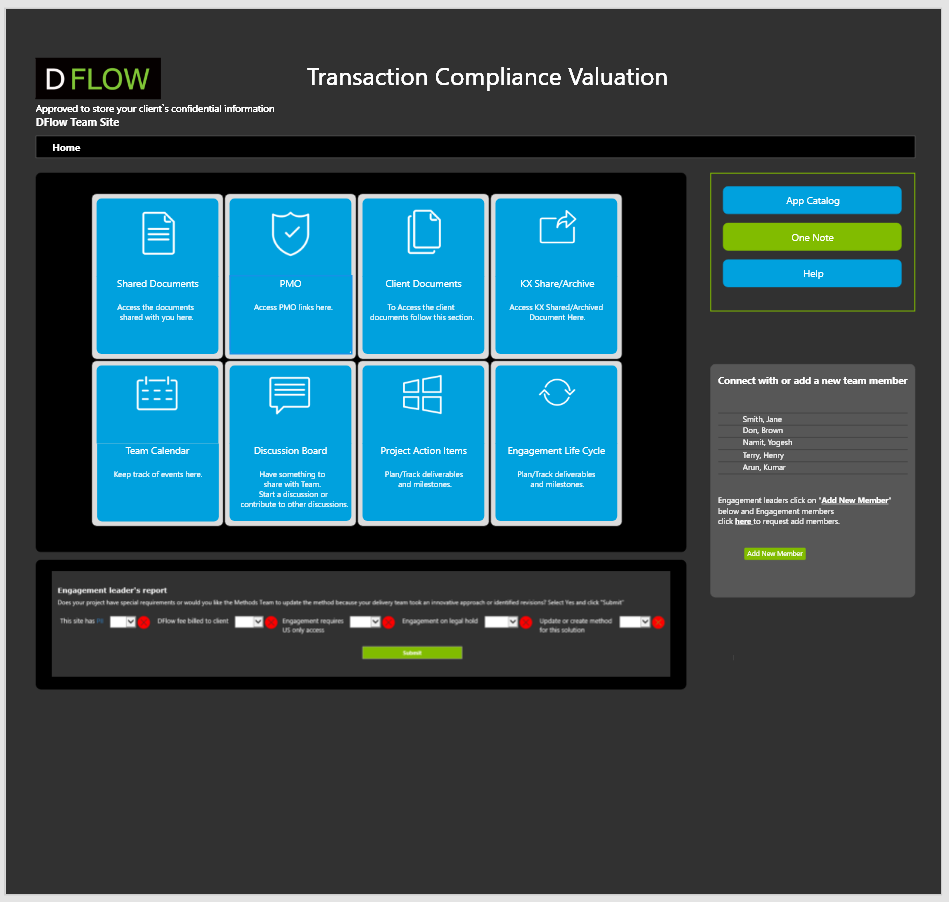 D FLOW
Transaction Compliance Valuation
Approved to store your client`s confidential information
DFlow Team Site
Home
Shared Documents
Access the documents
shared with you here.
PMO
Access PMO links here.
Client Documents
To Access the client
documents follow this section.
KX Share/Archive
Access KX Shared/Archived
Document Here.
Team Calendar
Keep track of events here.
Discussion Board
Have something to
share with Team.
Start a discussion or
contribute to other discussions.
Project Action Items
Plan/Track deliverables
and milestones.
Engagement Life Cycle
Plan/Track deliverables
and milestones.
App Catalog
One Note
Help
Connect with or add a new team member
Smith, Jane
Don, Brown
Namit, Yogesh
Terry, Henry
Arun, Kumar
Engagement leaders click on "Add New Member"
below and Engagement members
click here to request add members.
Add New Member
Engagement leader's report
Does your project have special requirements or would you like the Methods Team to update the method because your delivery team took an innovative approach or identified revisions? Select Yes and click "Submit"
This site has
DFlow fee billed to client
Engagement requires
US only access
Engagement on legal hold
Update or create method
for this solution
Submit